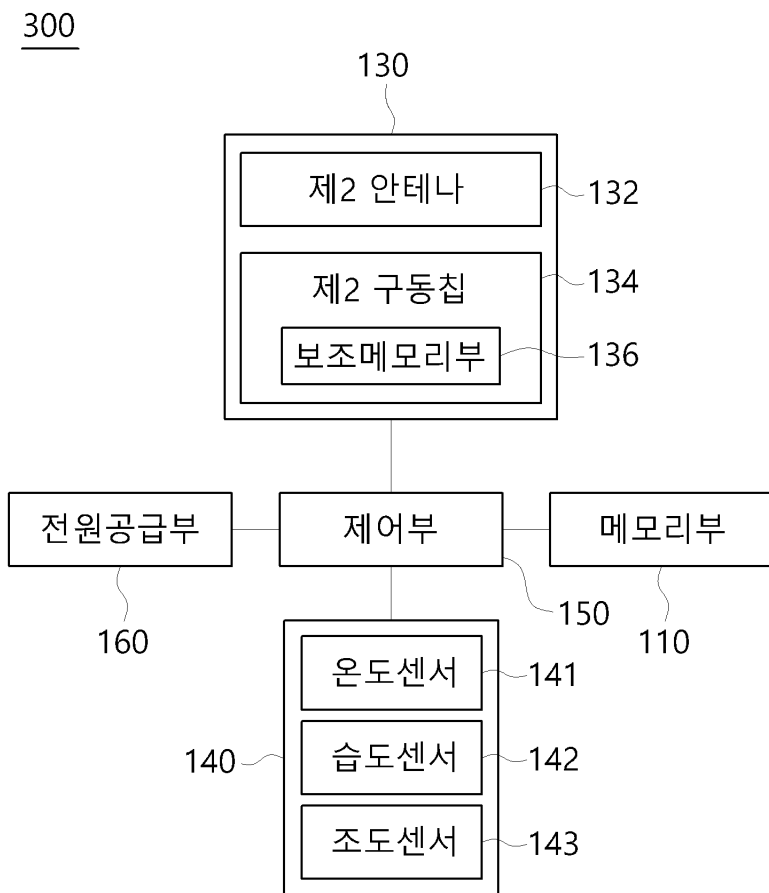 300
130
제2 안테나
132
제2 구동칩
134
보조메모리부
136
전원공급부
제어부
메모리부
160
150
110
온도센서
141
140
습도센서
142
조도센서
143